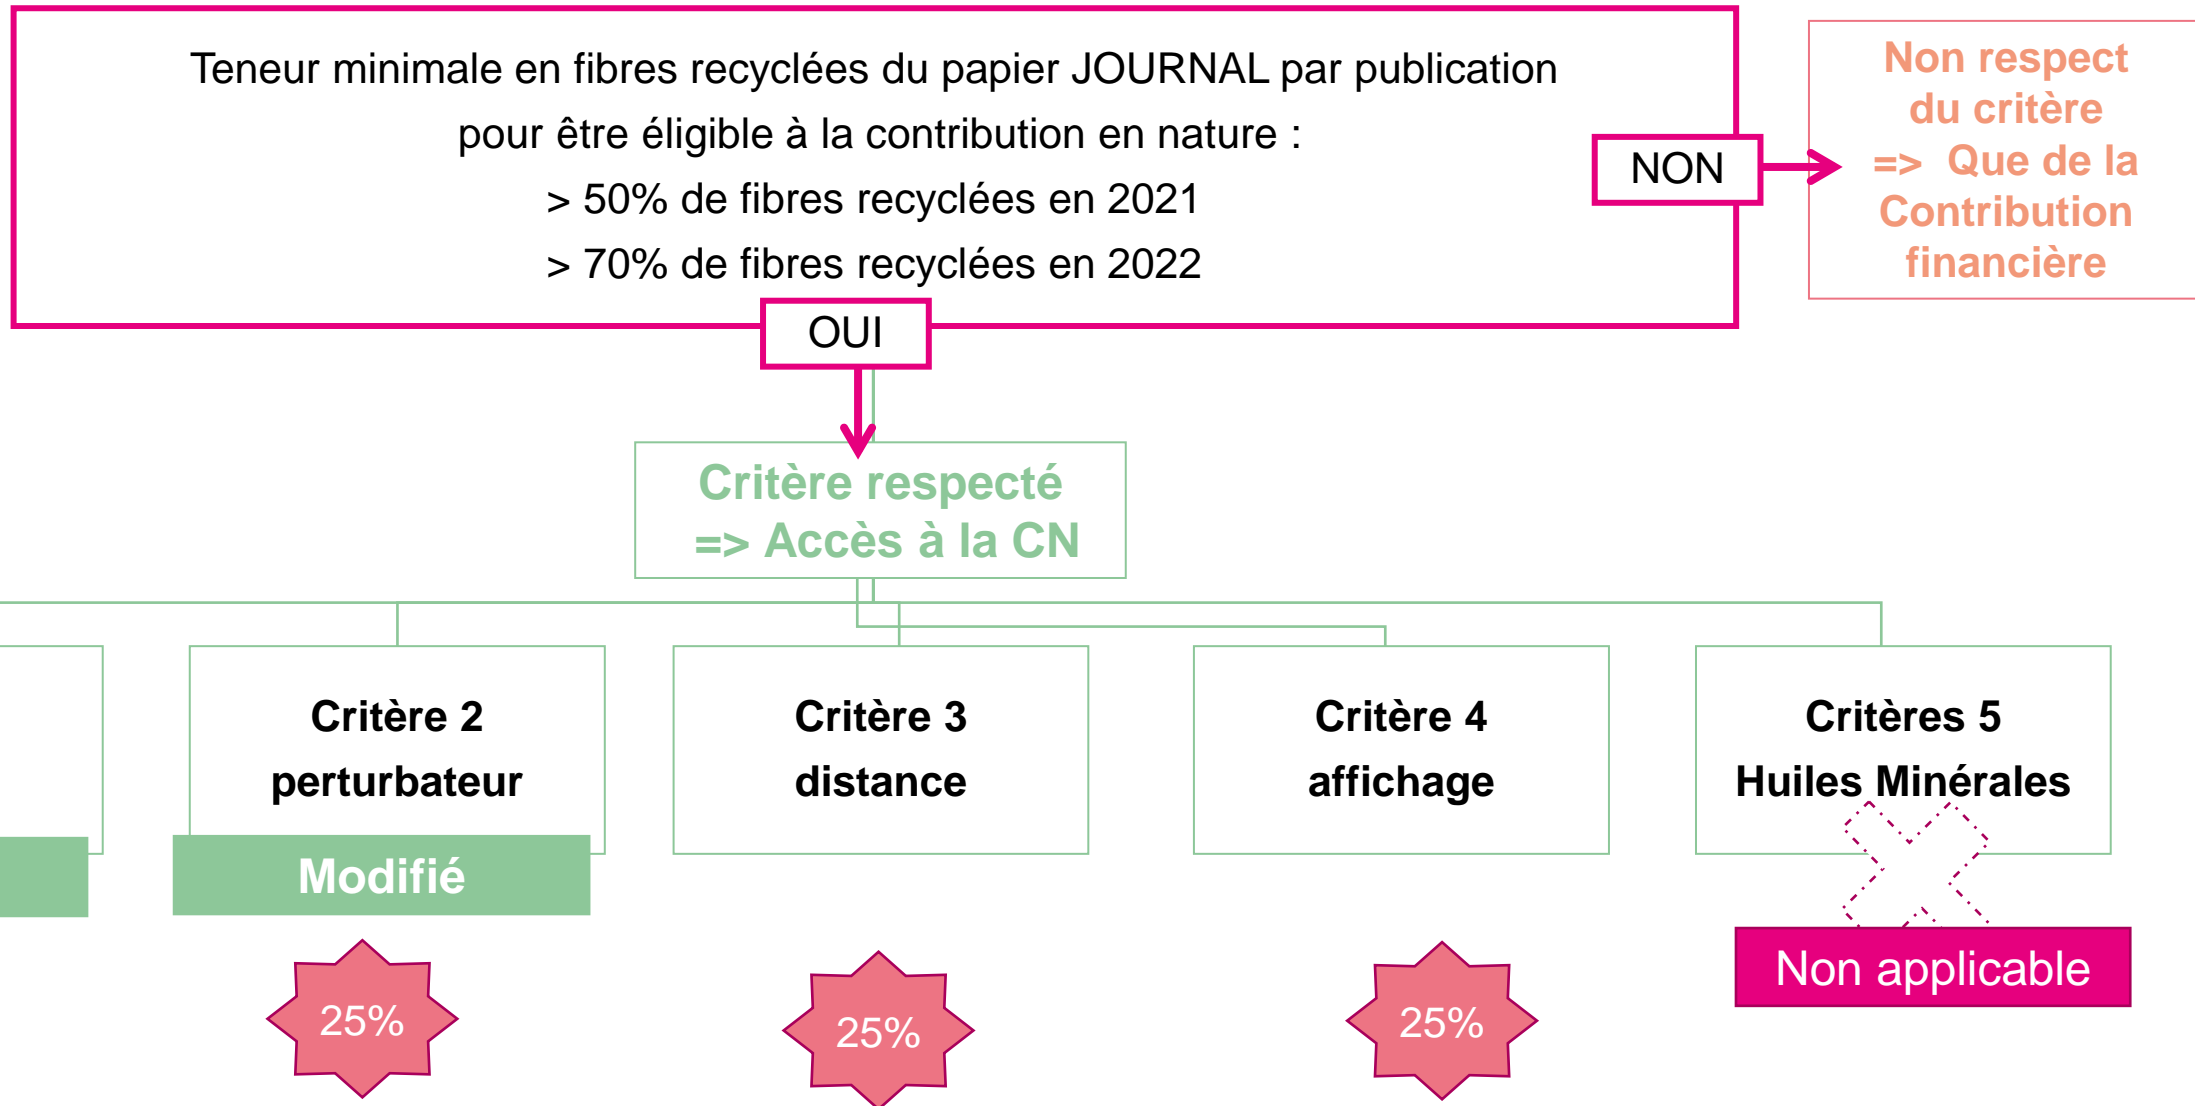 Teneur minimale en fibres recyclées du papier JOURNAL par publication
pour être éligible à la contribution en nature :
> 50% de fibres recyclées en 2021
> 70% de fibres recyclées en 2022
NON
Non respect
du critère
=> Que de la
Contribution
financière
OUI
Critère respecté
=> Accès à la CN
Critère 2
perturbateur
Modifié
25%
Critère 3
distance
25%
Critère 4
affichage
25%
Critères 5
Huiles Minérales
Non applicable